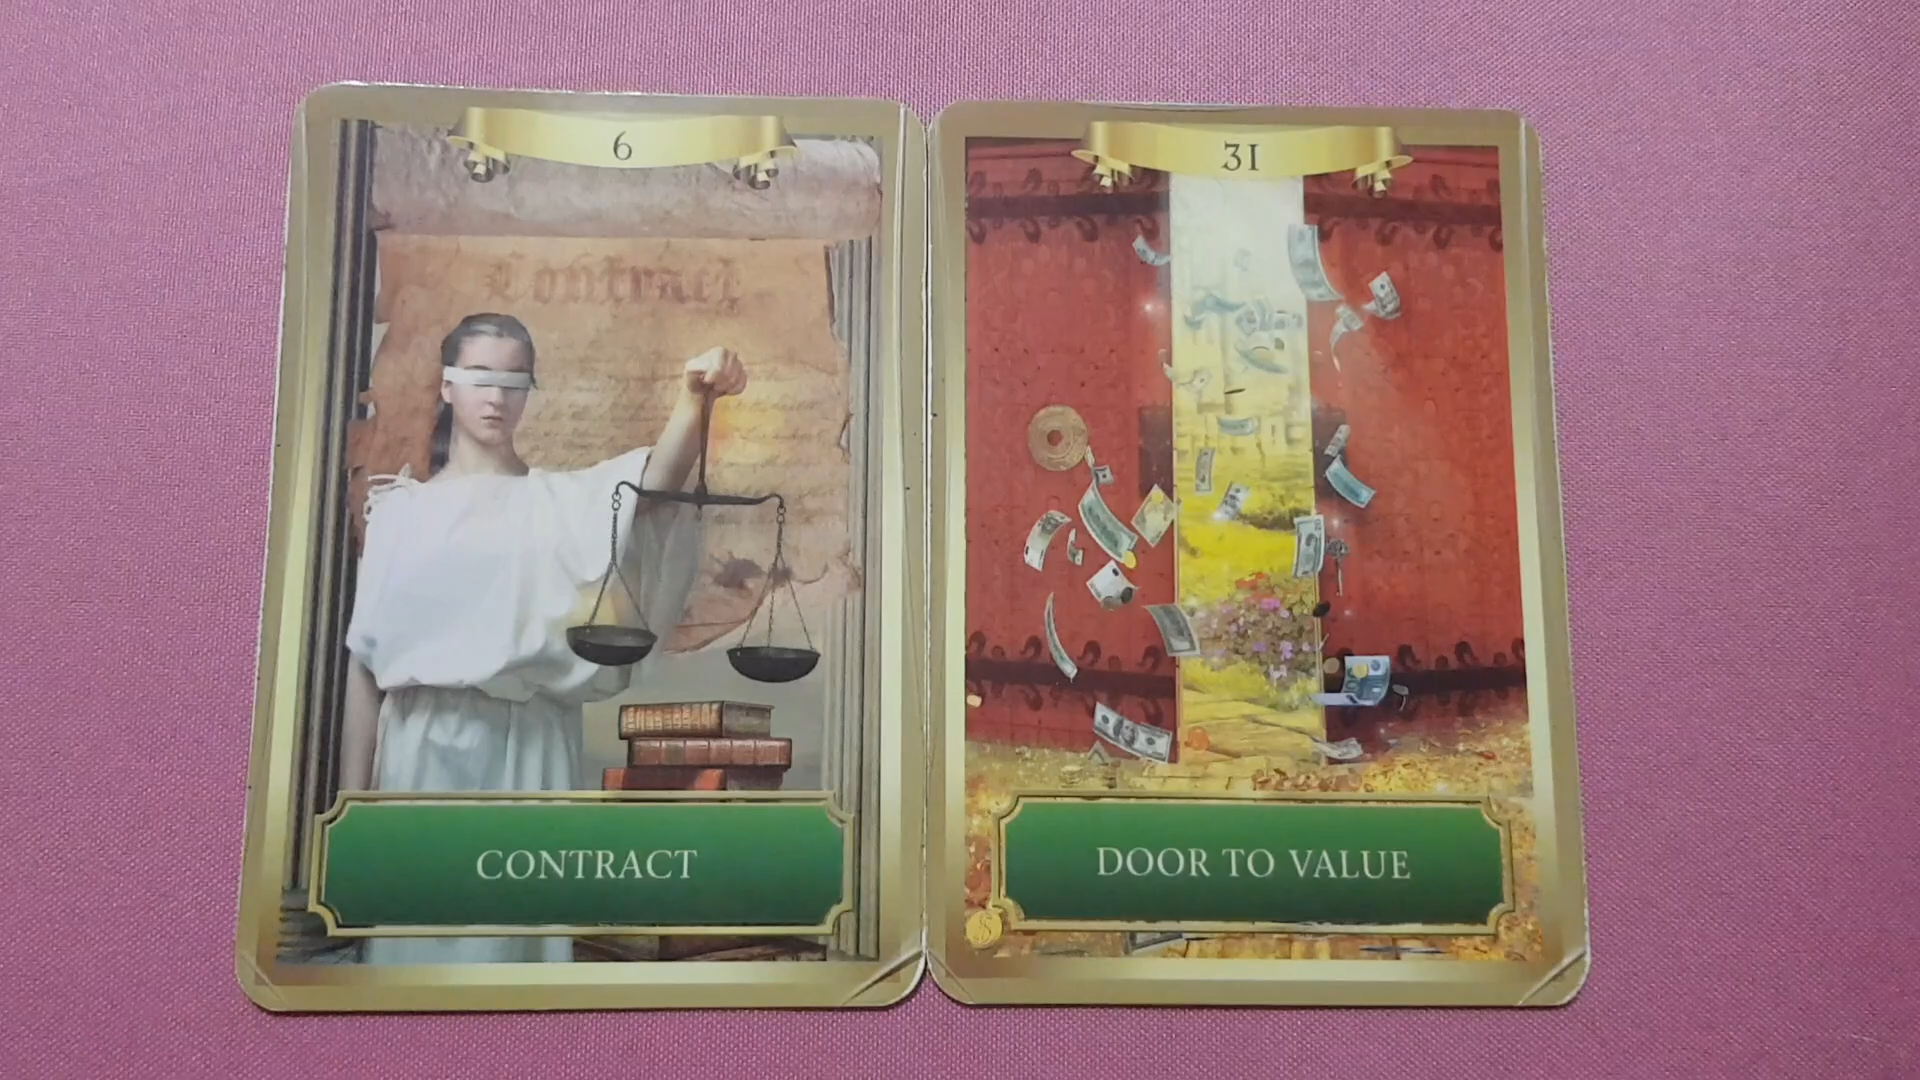 6
Contract
CONTRACT
31
DOOR TO VALUE